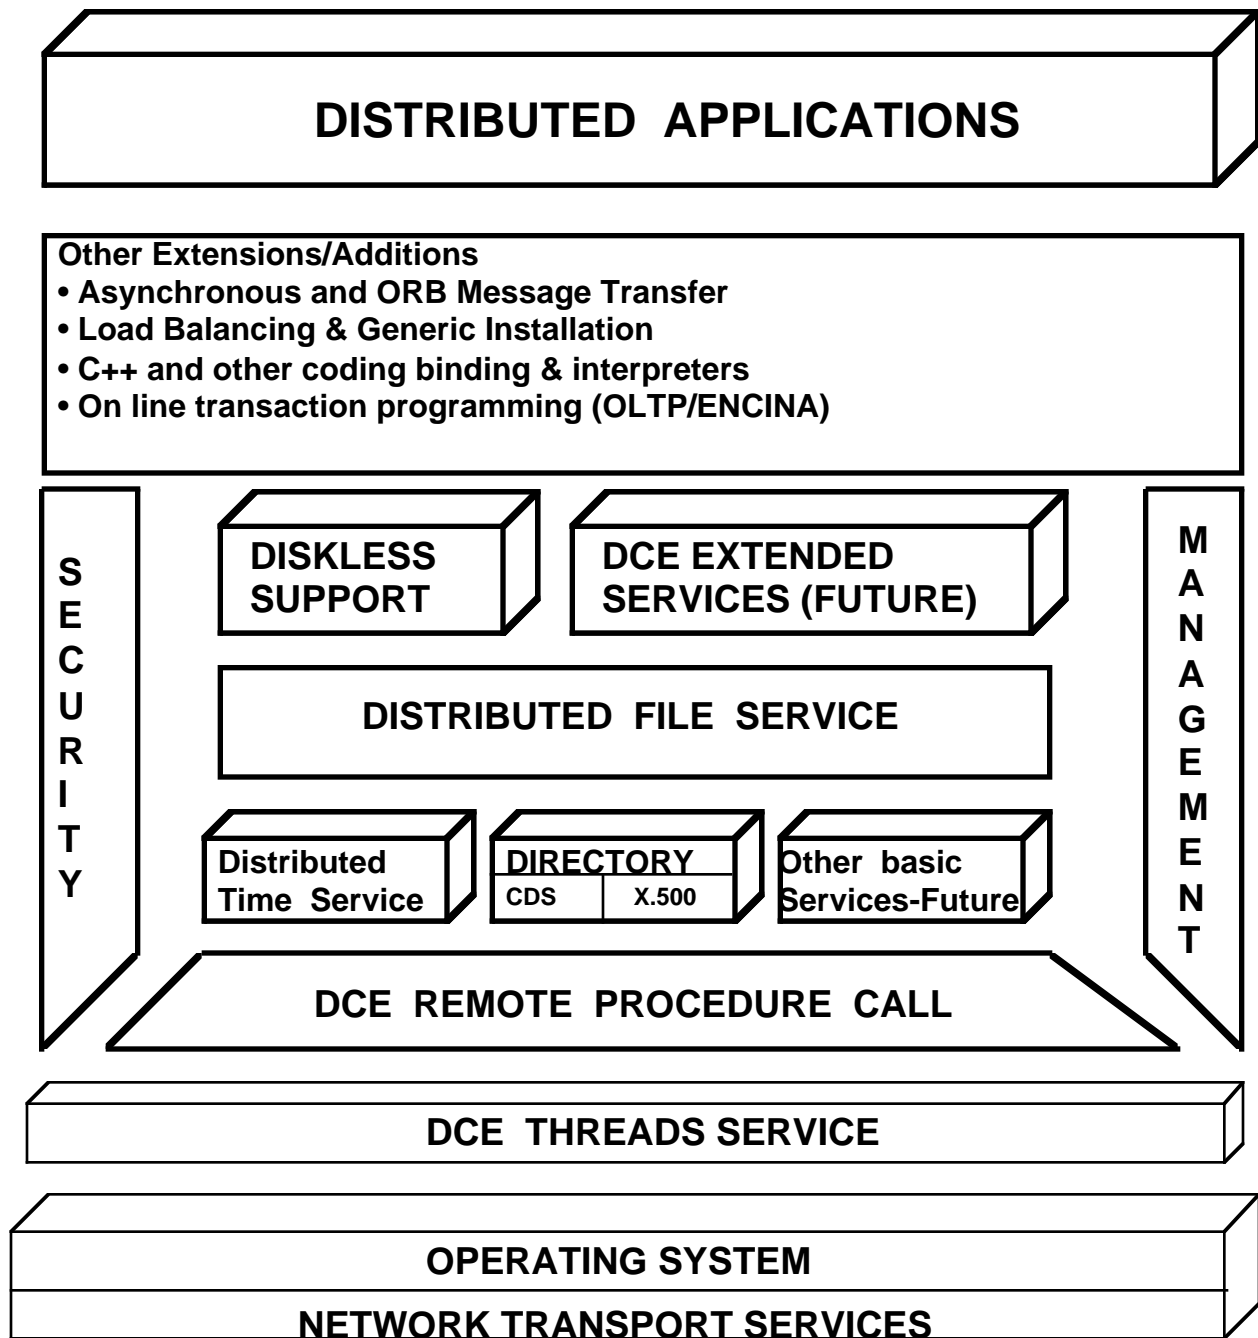 DISTRIBUTED APPLICATIONS
Other Extensions/Additions
• Asynchronous and ORB Message Transfer
• Load Balancing & Generic Installation
• C++ and other coding binding & interpreters
• On line transaction programming (OLTP/ENCINA)
SECURITY
DISKLESS
SUPPORT
DCE EXTENDED
SERVICES (FUTURE)
MANAGEMENT
DISTRIBUTED FILE SERVICE
Distributed
Time Service
DIRECTORY
CDS X.500
Other basic
Services-Future
DCE REMOTE PROCEDURE CALL
DCE THREADS SERVICE
OPERATING SYSTEM
NETWORK TRANSPORT SERVICES